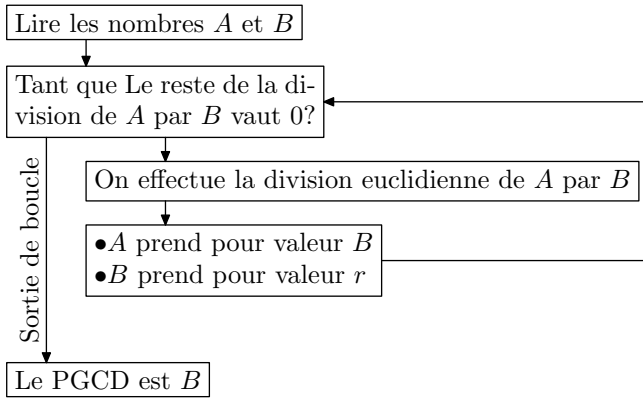 Lire les nombres A et B
Tant que Le reste de la di-
vision de A par B vaut 0?
Sortie de boucle
On effectue la division euclidienne de A par B
●A prend pour valeur B
●B prend pour valeur r
Le PGCD est B